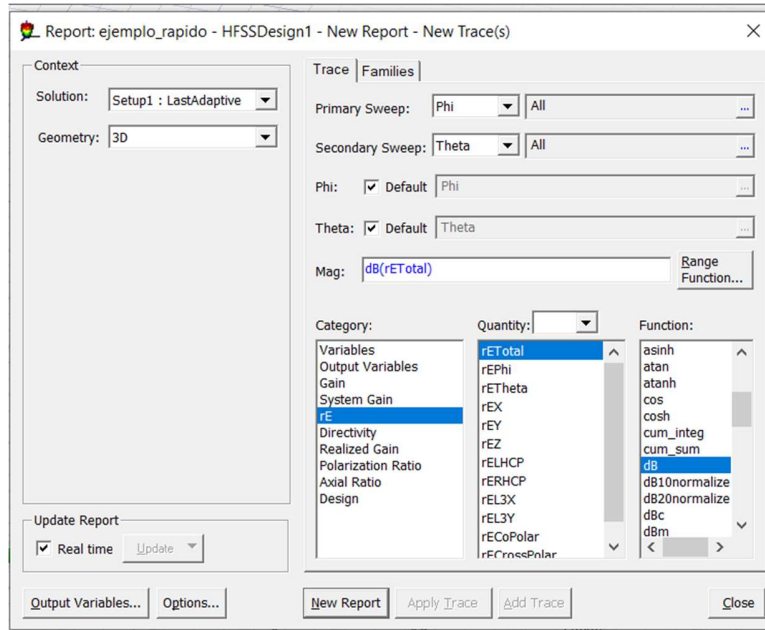 Report: ejemplo_rapido - HFSSDesign1 - New Report - New Trace(s)
Context
Solution: Setup1 : LastAdaptive
Geometry: 3D
Update Report
Real time Update
Trace Families
Primary Sweep: Phi All ...
Secondary Sweep: Theta All ...
Phi: Default Phi ...
Theta: Default Theta ...
Mag: dB(rETotal)
Range
Function...
Category:
Variables
Output Variables
Gain
System Gain
rE
Directivity
Realized Gain
Polarization Ratio
Axial Ratio
Design
Quantity:
rETotal
rEPhi
rETheta
rEX
rEY
rEZ
rELHCP
rERHCP
rEL3X
rEL3Y
rECoPolar
rECrossPolar
Function:
asinh
atan
atanh
cos
cosh
cum_integ
cum_sum
dB
dB10normalize
dB20normalize
dBc
dBm
Output Variables... Options... New Report Apply Trace Add Trace Close